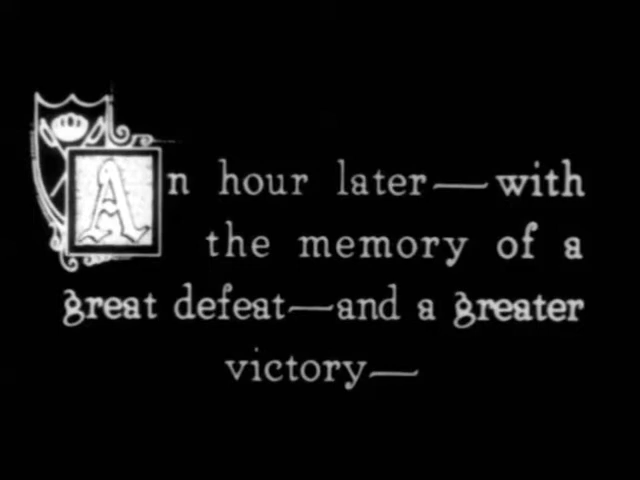 An hour later—with
the memory of a
great defeat—and a greater
victory—